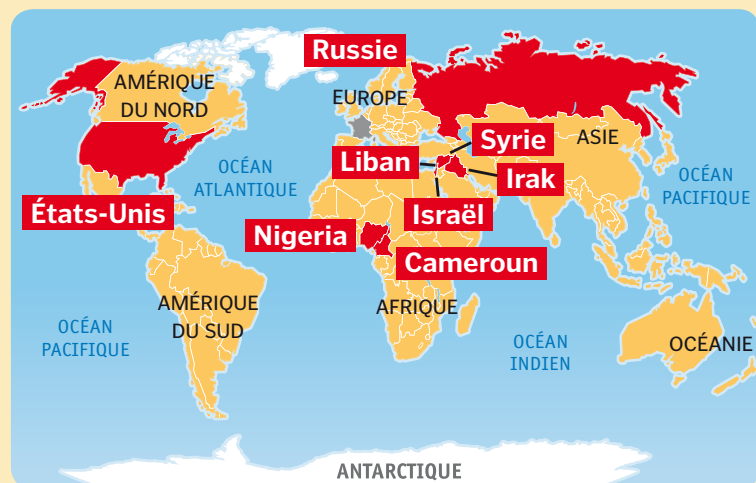 Russie
AMÉRIQUE
DU NORD
EUROPE
Syrie
ASIE
Liban
Irak
OCÉAN
ATLANTIQUE
OCÉAN
PACIFIQUE
États-Unis
Israël
Nigeria
Cameroun
AMÉRIQUE
DU SUD
AFRIQUE
OCÉAN
PACIFIQUE
OCÉAN
INDIEN
OCÉANIE
ANTARCTIQUE